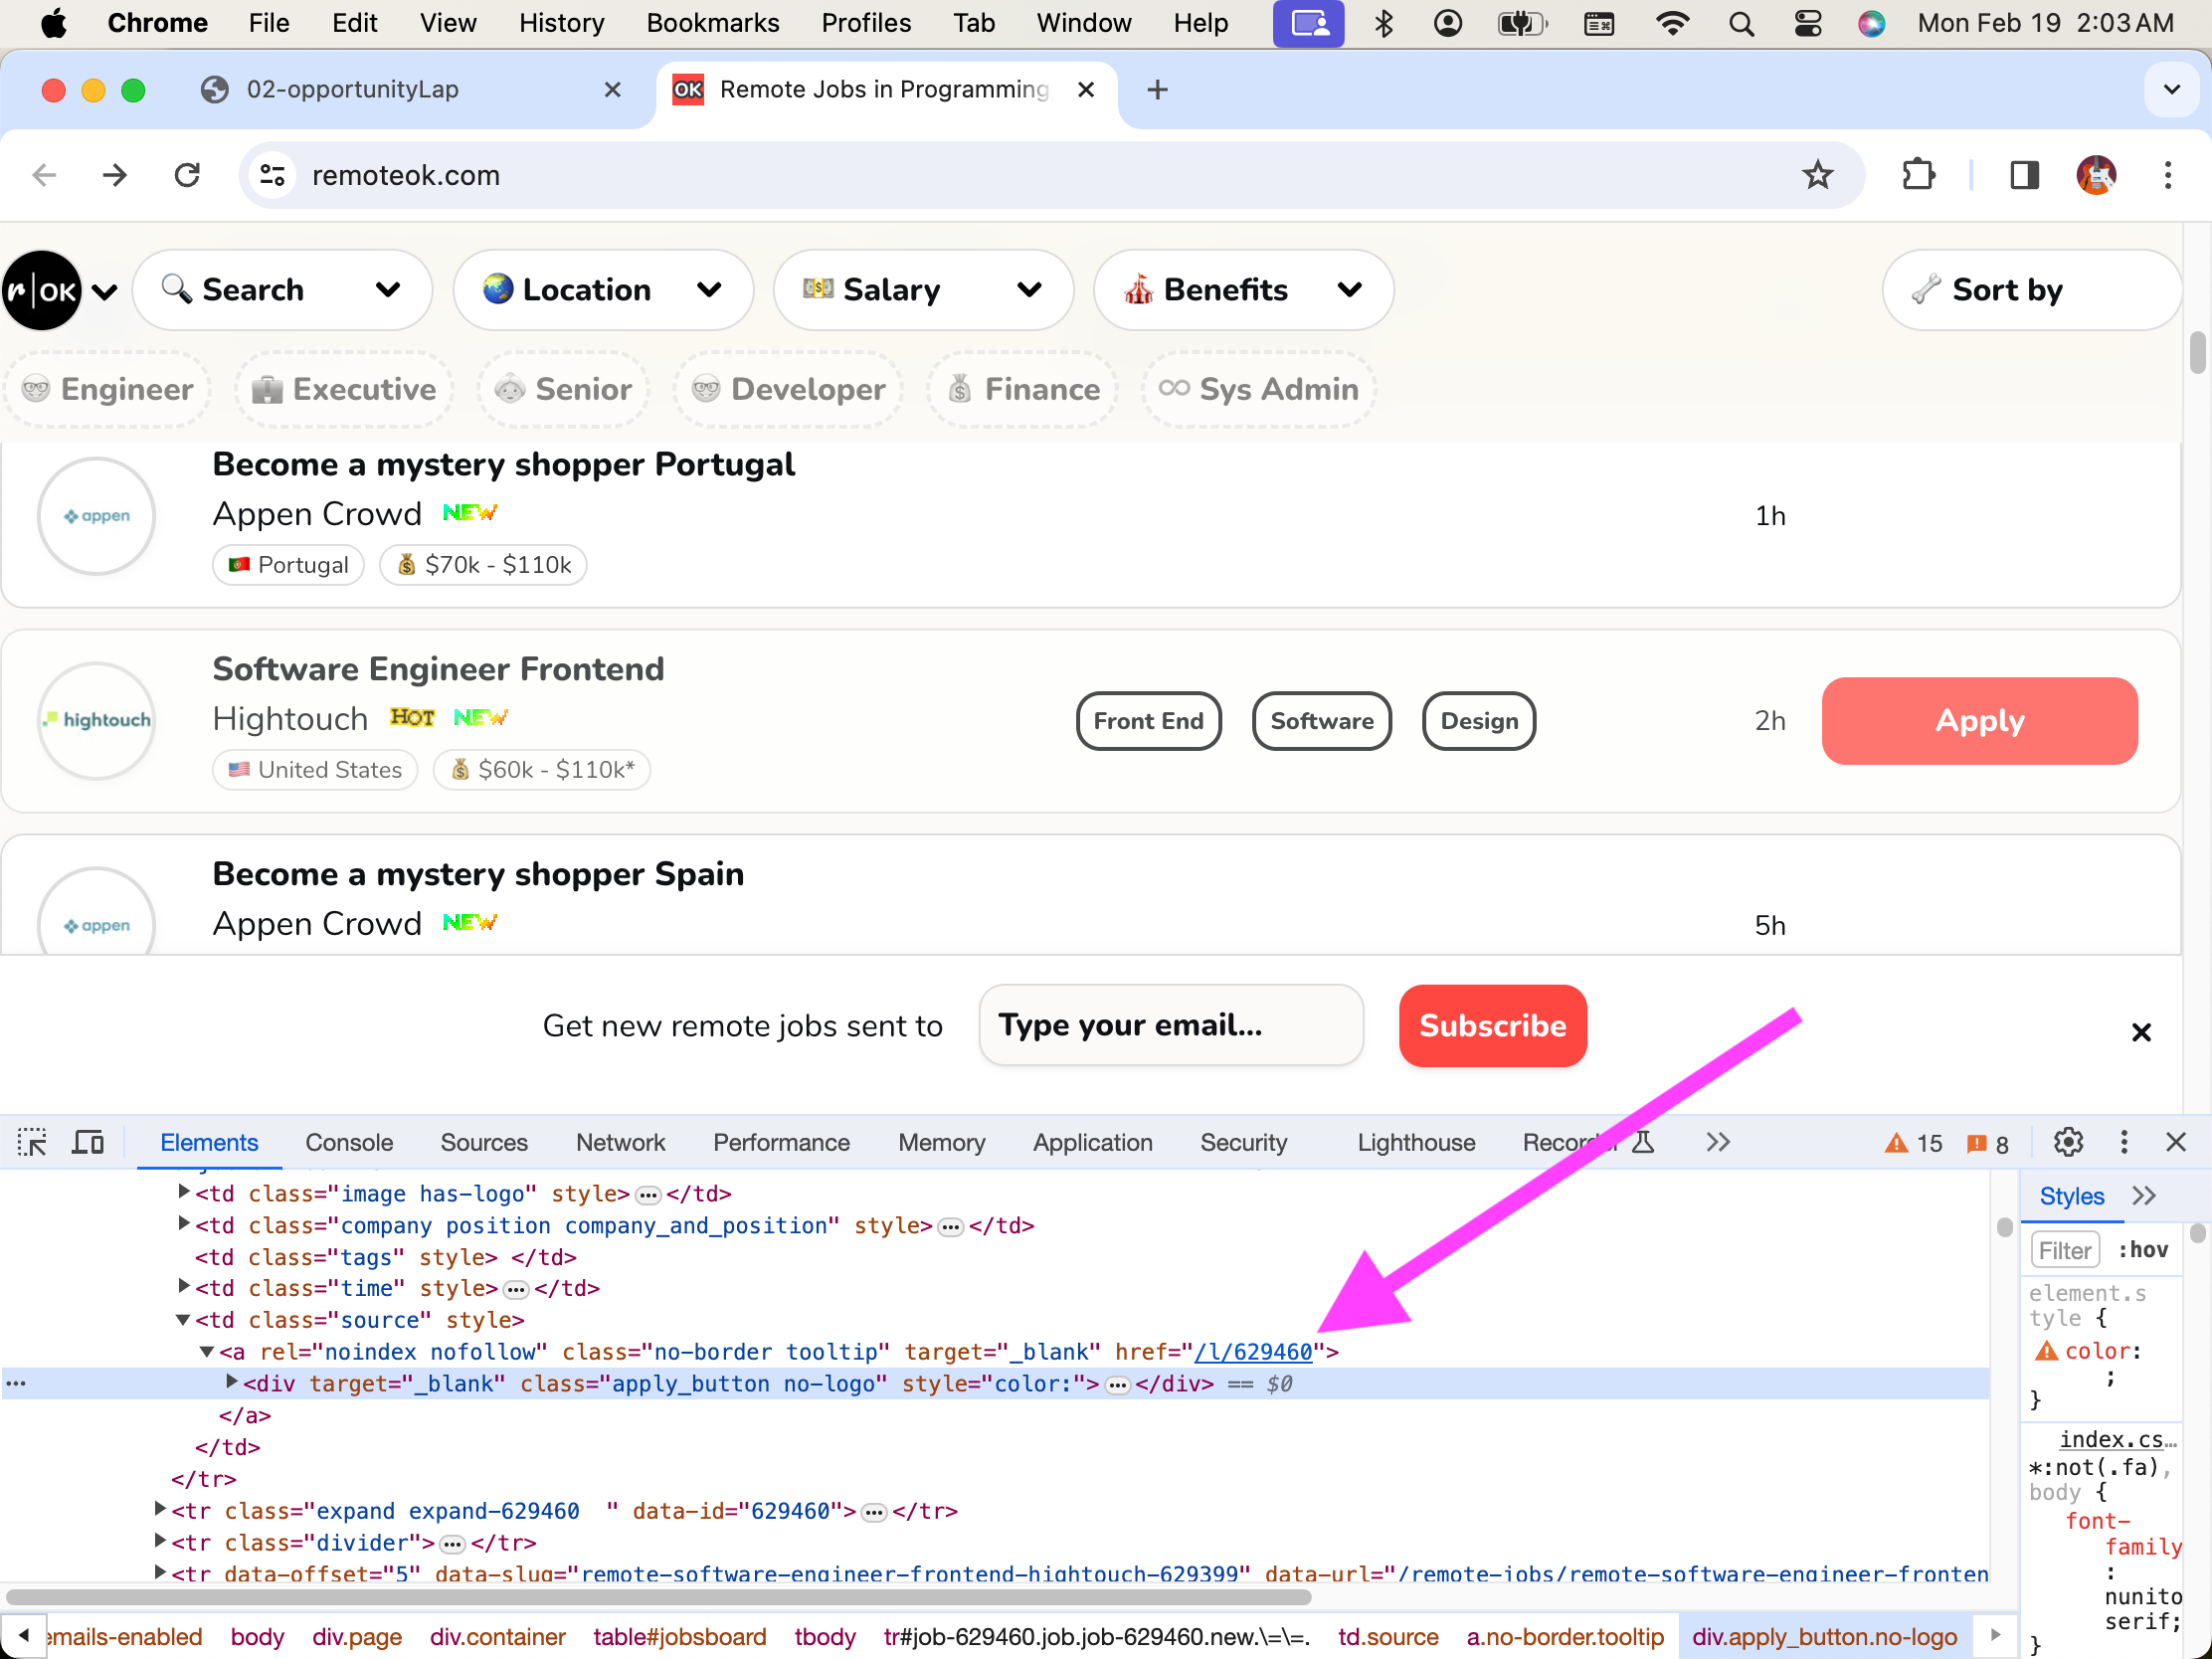 Chrome File Edit View History Bookmarks Profiles Tab Window Help Mon Feb 19 2:03 AM
02-opportunityLap
OK Remote Jobs in Programming
remoteok.com
r|OK Search Location Salary Benefits Sort by
Engineer Executive Senior Developer Finance Sys Admin
Become a mystery shopper Portugal
appen Appen Crowd NEW 1h
Portugal $70k - $110k
Software Engineer Frontend
hightouch Hightouch HOT NEW Front End Software Design 2h Apply
United States $60k - $110k*
Become a mystery shopper Spain
appen Appen Crowd NEW 5h
Get new remote jobs sent to Type your email... Subscribe
Elements Console Sources Network Performance Memory Application Security Lighthouse 15 8
<td class="image has-logo" style>…</td>
<td class="company position company_and_position" style>…</td>
<td class="tags" style> </td>
<td class="time" style>…</td>
<td class="source" style>
<a rel="noindex nofollow" class="no-border tooltip" target="_blank" href="/l/629460">
<div target="_blank" class="apply_button no-logo" style="color:">…</div> == $0
</a>
</td>
</tr>
<tr class="expand expand-629460  " data-id="629460">…</tr>
<tr class="divider">…</tr>
<tr data-offset="5" data-slug="remote-software-engineer-frontend-hightouch-629399" data-url="/remote-jobs/remote-software-engineer-fronten
emails-enabled body div.page div.container table#jobsboard tbody tr#job-629460.job.job-629460.new.\=\=. td.source a.no-border.tooltip div.apply_button.no-logo
Styles
Filter :hov
element.s
tyle {
color:
;
}
index.cs…
*:not(.fa),
body {
font-
family
:
nunito
serif;
}